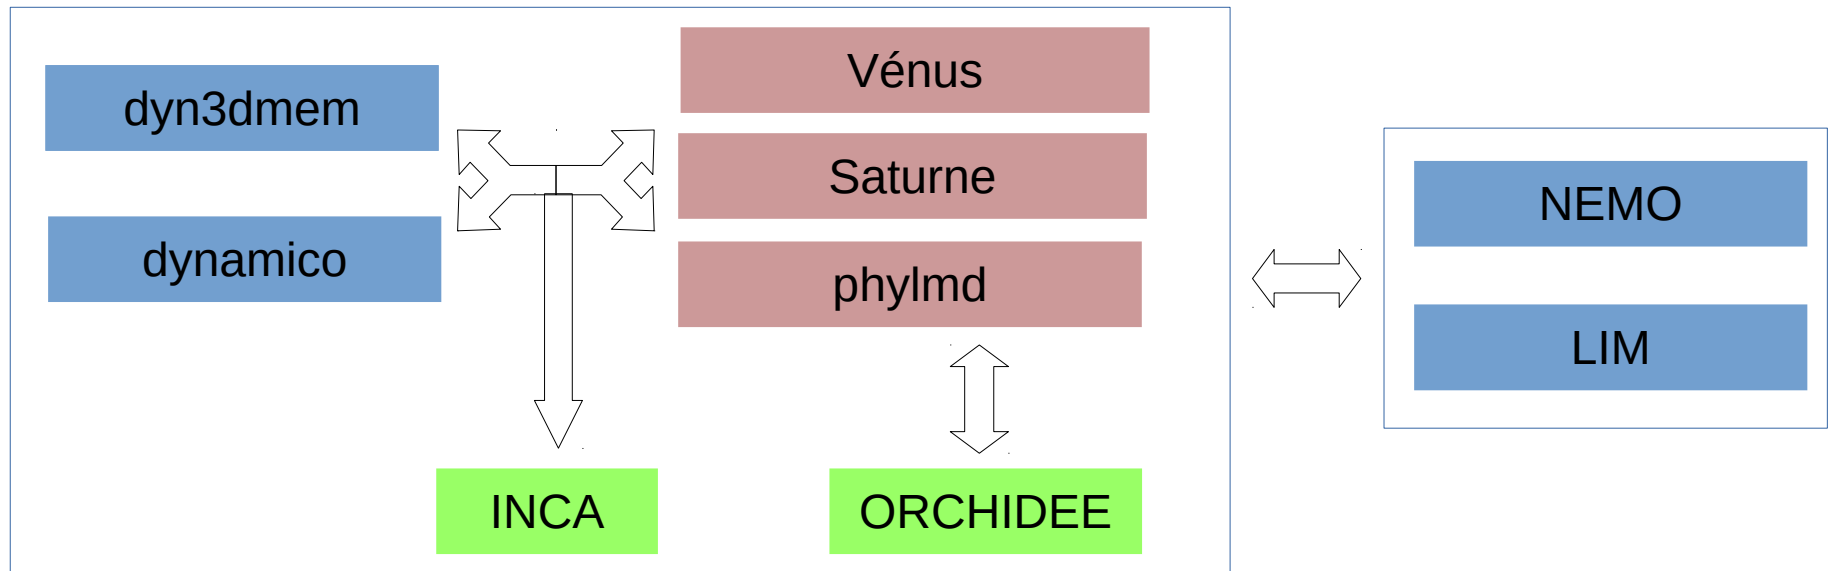 dyn3dmem
dynamico
Vénus
Saturne
phylmd
INCA
ORCHIDEE
NEMO
LIM